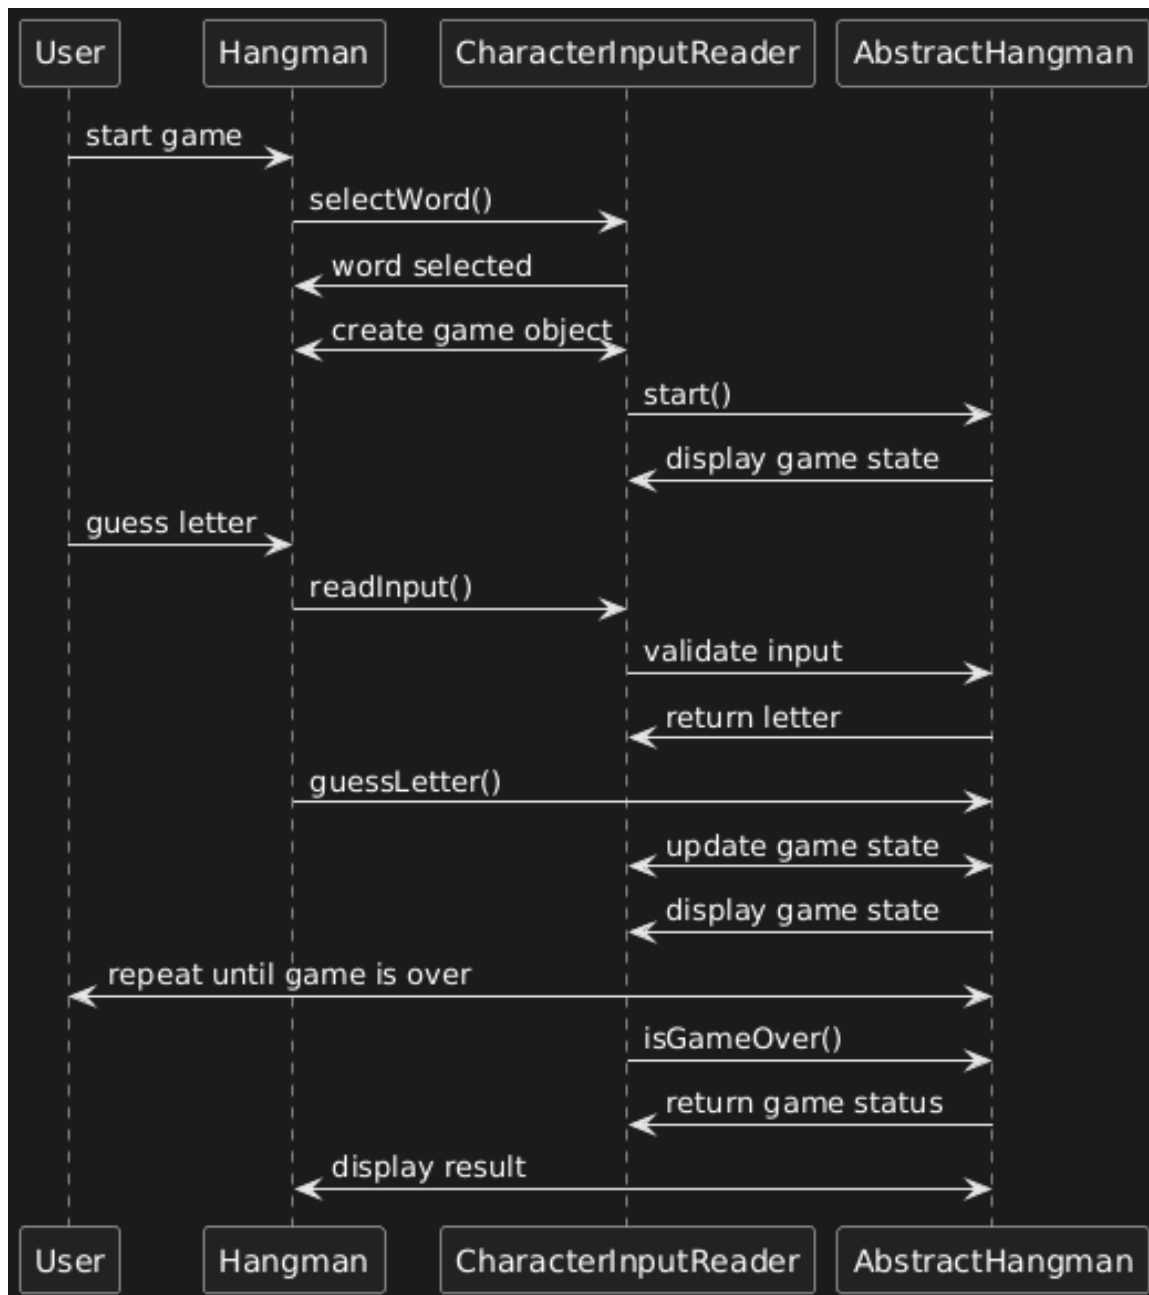 User
Hangman
CharacterInputReader
AbstractHangman
start game
selectWord()
word selected
create game object
start()
display game state
guess letter
readInput()
validate input
return letter
guessLetter()
update game state
display game state
repeat until game is over
isGameOver()
return game status
display result
User
Hangman
CharacterInputReader
AbstractHangman